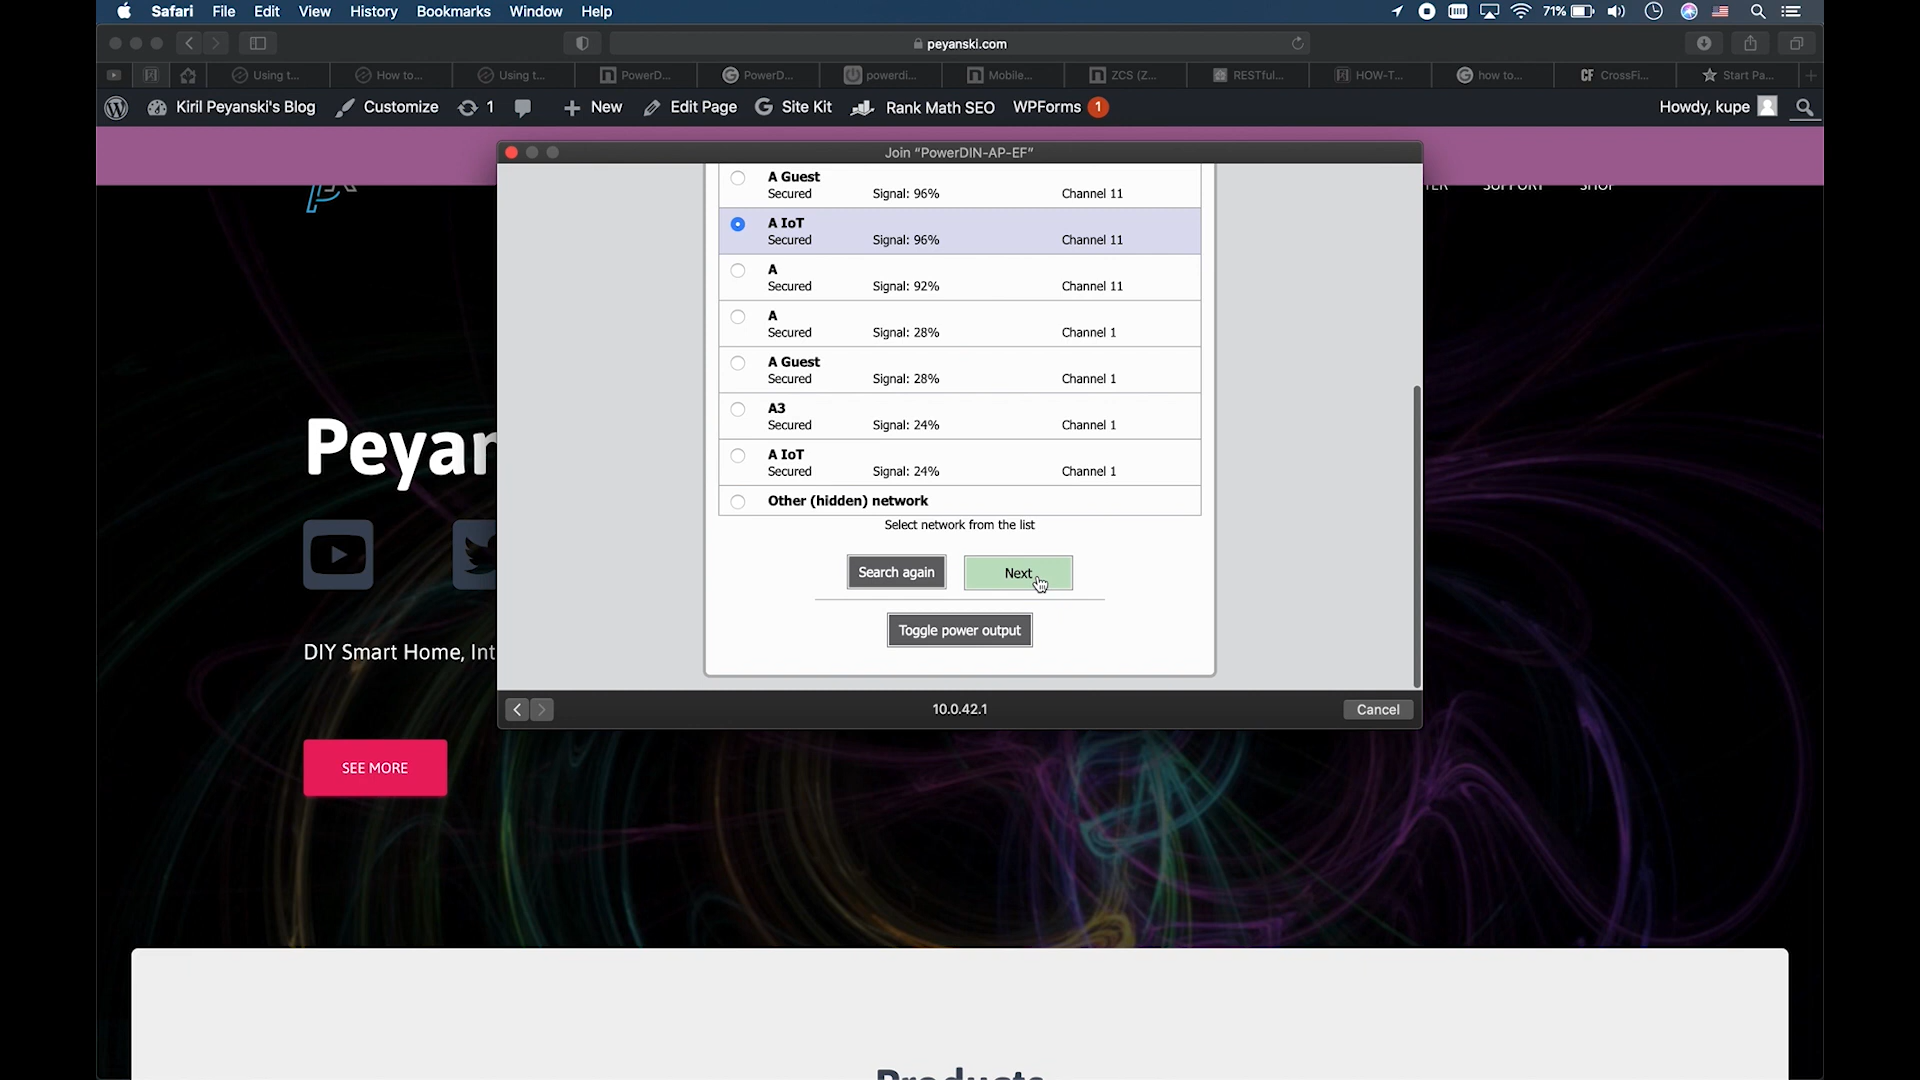 Safari File Edit View History Bookmarks Window Help 71%
peyanski.com
Using t... How to... Using t... PowerD... PowerD... powerdi... Mobile... ZCS (Z... RESTful... HOW-T... how to... CF CrossFi... Start Pa...
Kiril Peyanski's Blog Customize 1 New Edit Page Site Kit Rank Math SEO WPForms 1 Howdy, kupe
Join “PowerDIN-AP-EF”
SUPPORT SHOP
A Guest
Secured Signal: 96% Channel 11
A IoT
Secured Signal: 96% Channel 11
A
Secured Signal: 92% Channel 11
A
Secured Signal: 28% Channel 1
A Guest
Secured Signal: 28% Channel 1
A3
Secured Signal: 24% Channel 1
A IoT
Secured Signal: 24% Channel 1
Other (hidden) network
Select network from the list
Search again Next
Toggle power output
10.0.42.1 Cancel
Peyan
DIY Smart Home, Int
SEE MORE
Products